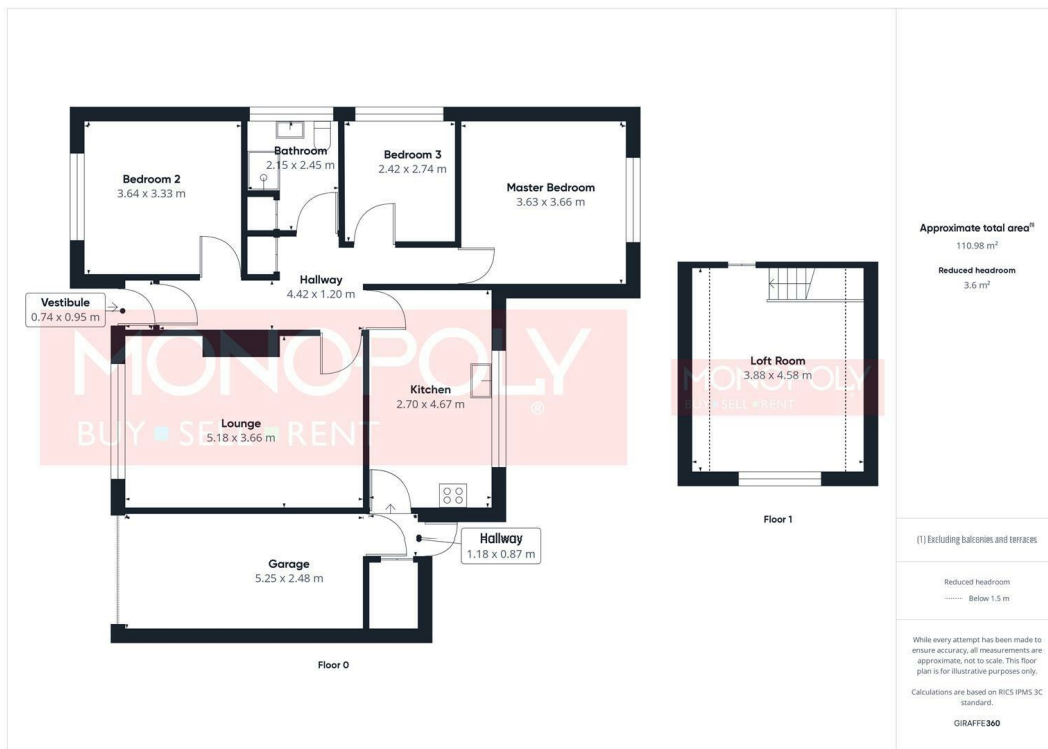 Bedroom 2
3.64 x 3.33 m
Bathroom
2.15 x 2.45 m
Bedroom 3
2.42 x 2.74 m
Master Bedroom
3.63 x 3.66 m
Hallway
4.42 x 1.20 m
Vestibule
0.74 x 0.95 m
MONOPOLY
BUY SELL RENT
®
Kitchen
2.70 x 4.67 m
Lounge
5.18 x 3.66 m
Hallway
1.18 x 0.87 m
Garage
5.25 x 2.48 m
Floor 0
Loft Room
3.88 x 4.58 m
MONOPOLY
BUY SELL RENT
Floor 1
Approximate total area(1)
110.98 m²
Reduced headroom
3.6 m²
(1) Excluding balconies and terraces
Reduced headroom
Below 1.5 m
While every attempt has been made to
ensure accuracy, all measurements are
approximate, not to scale. This floor
plan is for illustrative purposes only.
Calculations are based on RICS IPMS 3C
standard.
GIRAFFE360